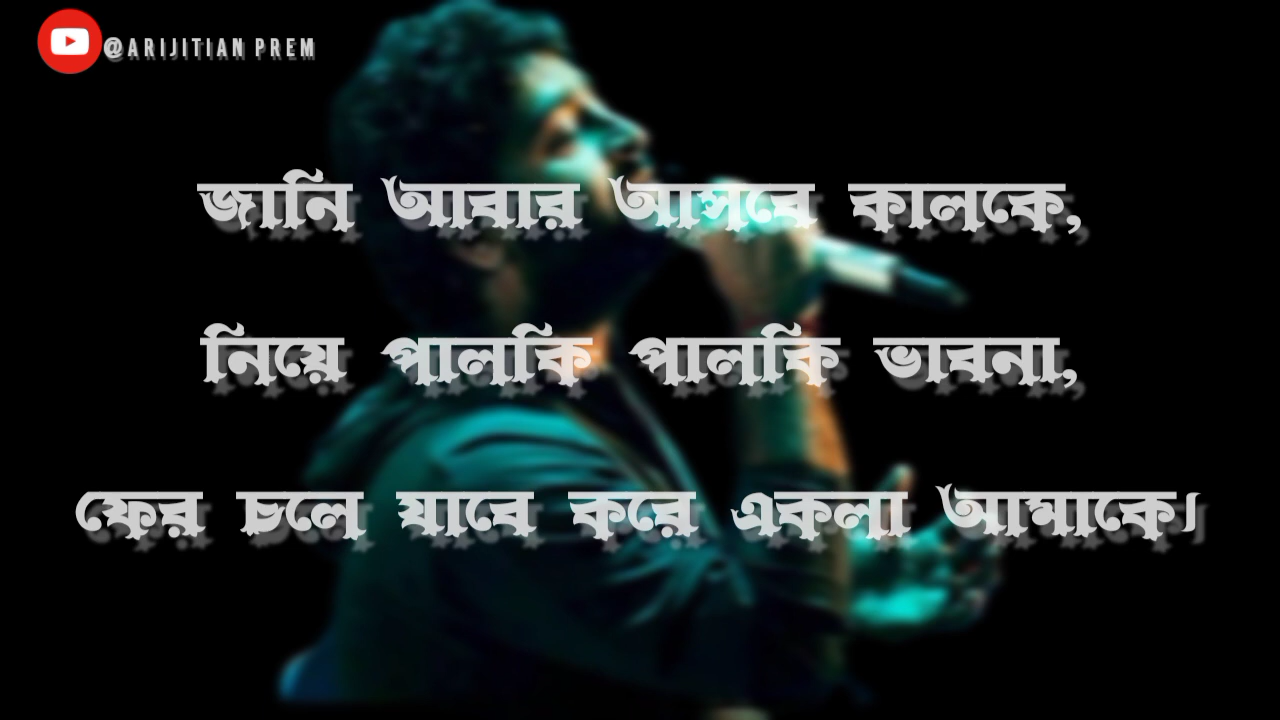 @ARIJITIAN PREM
জানি আবার আসবে কালকে,
নিয়ে পালকি পালকি ভাবনা,
ফের চলে যাবে করে একলা আমাকে।